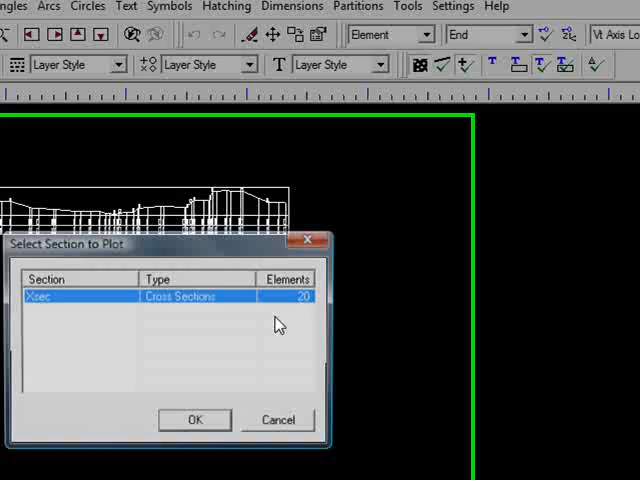 ngles Arcs Circles Text Symbols Hatching Dimensions Partitions Tools Settings Help
Element End Vt Axis Lo
Layer Style Layer Style T Layer Style T T T T
Select Section to Plot
Section Type Elements
Xsec Cross Sections 20
OK Cancel